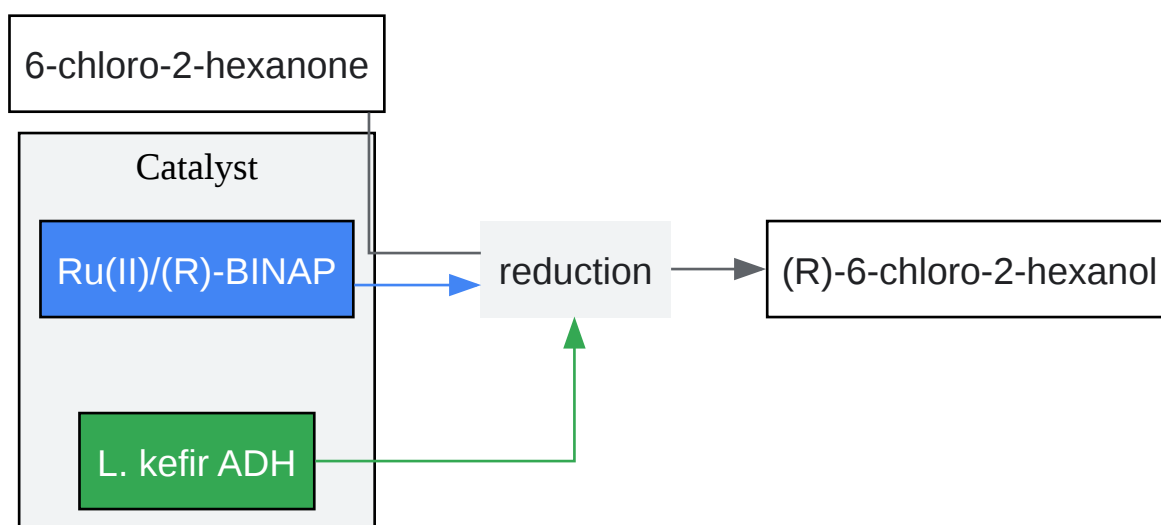 6-chloro-2-hexanone
Catalyst
Ru(II)/(R)-BINAP
reduction
(R)-6-chloro-2-hexanol
L. kefir ADH